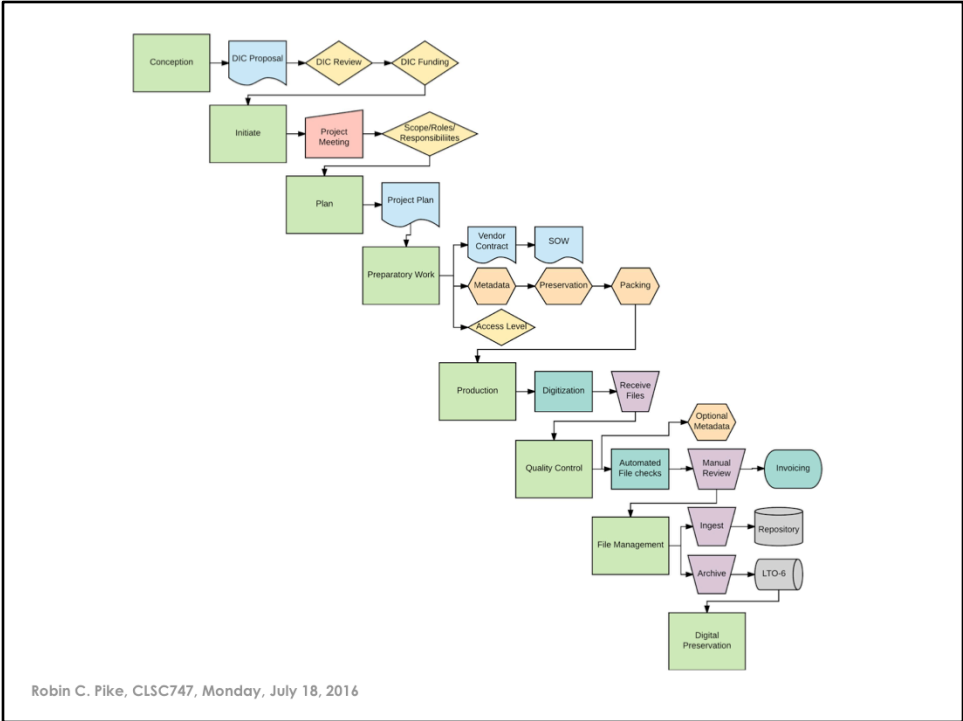 Conception
DIC Proposal
DIC Review
DIC Funding
Initiate
Project
Meeting
Scope/Roles/
Responsibiliites
Plan
Project Plan
Preparatory Work
Vendor
Contract
SOW
Metadata
Preservation
Packing
Access Level
Production
Digitization
Receive
Files
Quality Control
Optional
Metadata
Automated
File checks
Manual
Review
Invoicing
File Management
Ingest
Repository
Archive
LTO-6
Digital
Preservation
Robin C. Pike, CLSC747, Monday, July 18, 2016